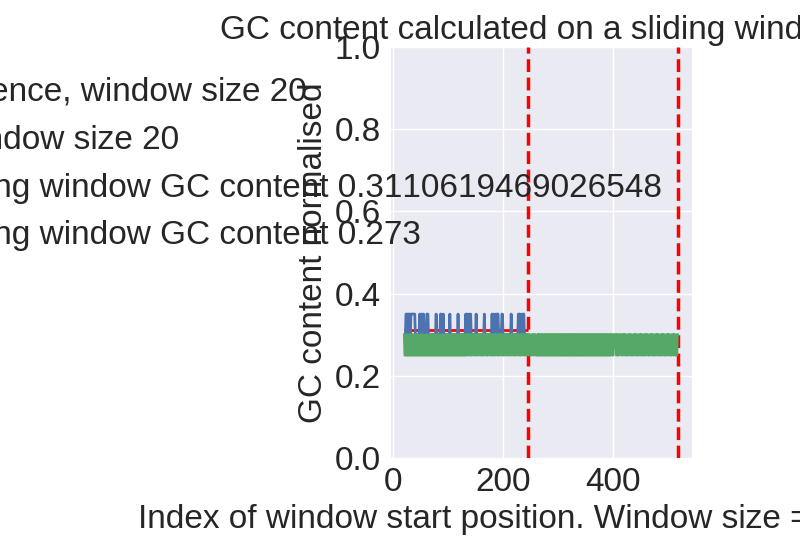 GC content calculated on a sliding wind
ence, window size 20
ndow size 20
ng window GC content 0.3110619469026548
ng window GC content 0.273
GC content normalised
1.0
0.8
0.6
0.4
0.2
0.0
0 200 400
Index of window start position. Window size =